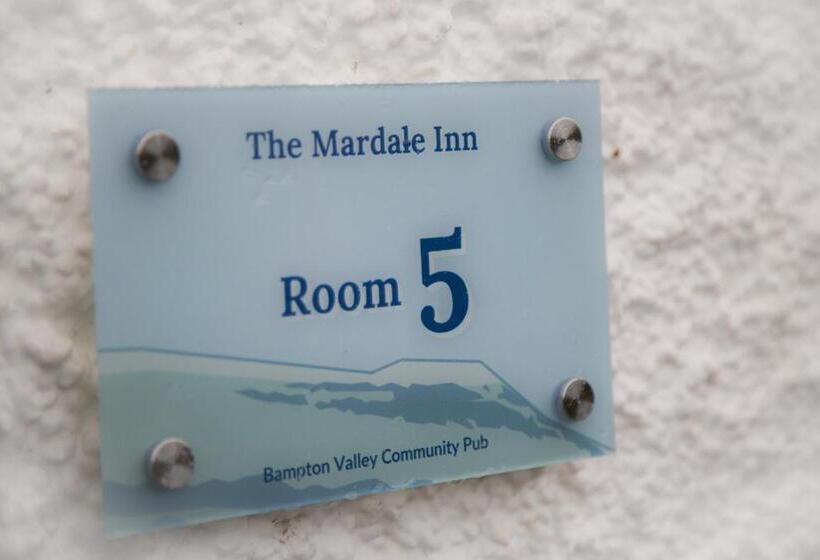 The Mardale Inn
Room 5
Bampton Valley Community Pub